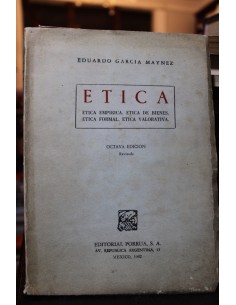 EDUARDO GARCIA MAYNEZ
ETICA
ETICA EMPIRICA. ETICA DE BIENES.
ETICA FORMAL. ETICA VALORATIVA.
OCTAVA EDICION
Revisada
EDITORIAL PORRUA, S. A.
AV. REPUBLICA ARGENTINA, 15
MEXICO,